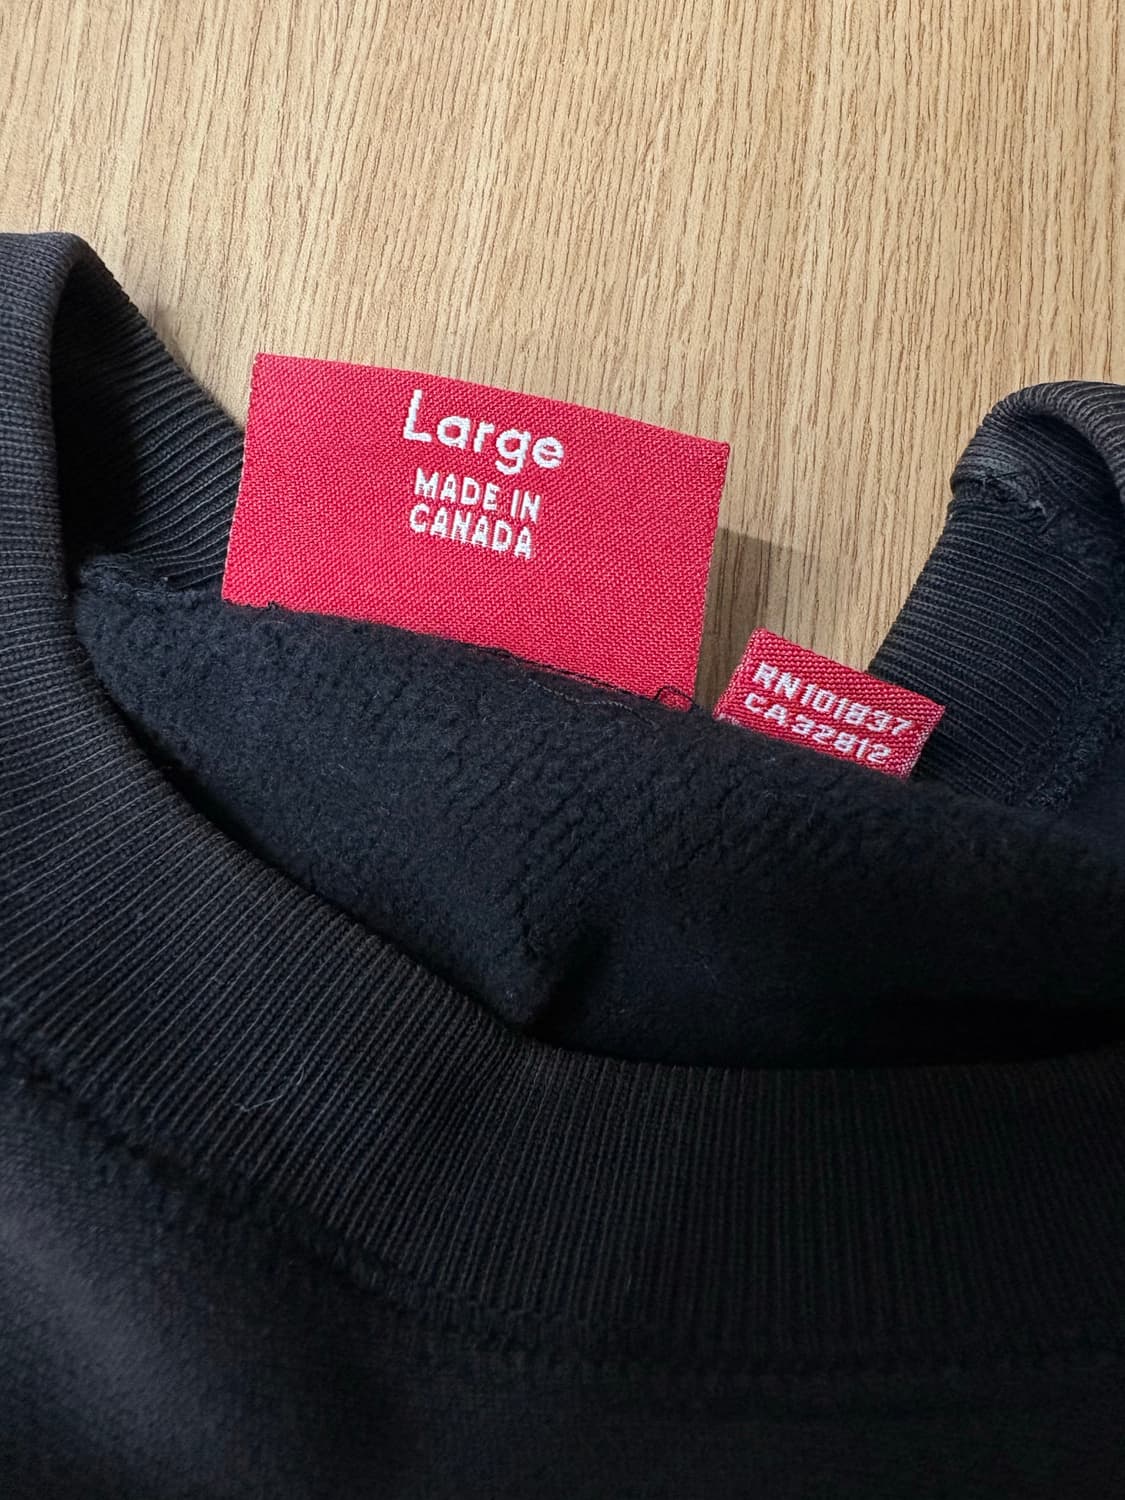 Large
MADE IN
CANADA
RN101837
CA32812